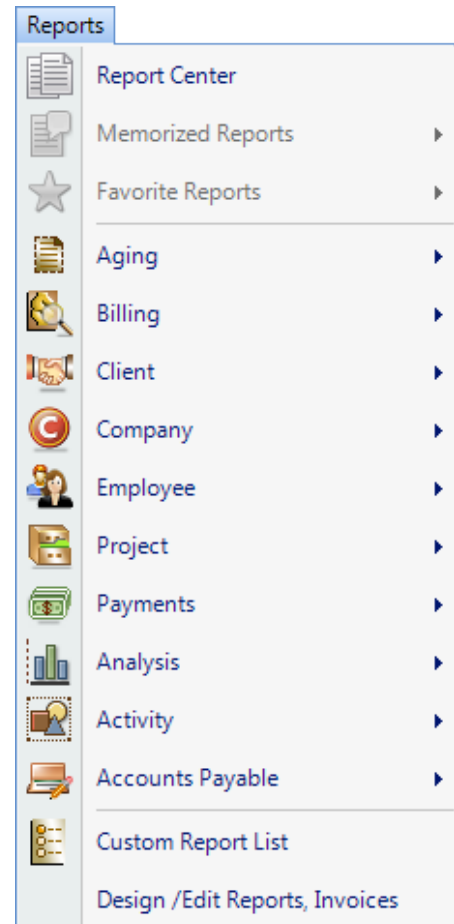 Reports
Report Center
Memorized Reports
Favorite Reports
Aging
Billing
Client
Company
Employee
Project
Payments
Analysis
Activity
Accounts Payable
Custom Report List
Design /Edit Reports, Invoices